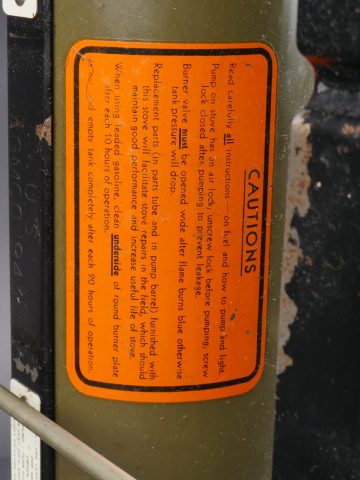 CAUTIONS
Read carefully all instructions - on fuel and how to pump and light.
Pump on stove has air lock, unscrew lock before pumping, screw
lock closed after pumping to prevent leakage.
Burner valve must be opened wide after flame burns blue otherwise
tank pressure will drop.
Replacement parts (in parts tube and in pump barrel) furnished with
this stove will facilitate stove repairs in the field, which should
maintain good performance and increase useful life of stove.
When using leaded gasoline, clean underside of round burner plate
after each 10 hours of operation.
and empty tank completely after each 20 hours of operation.